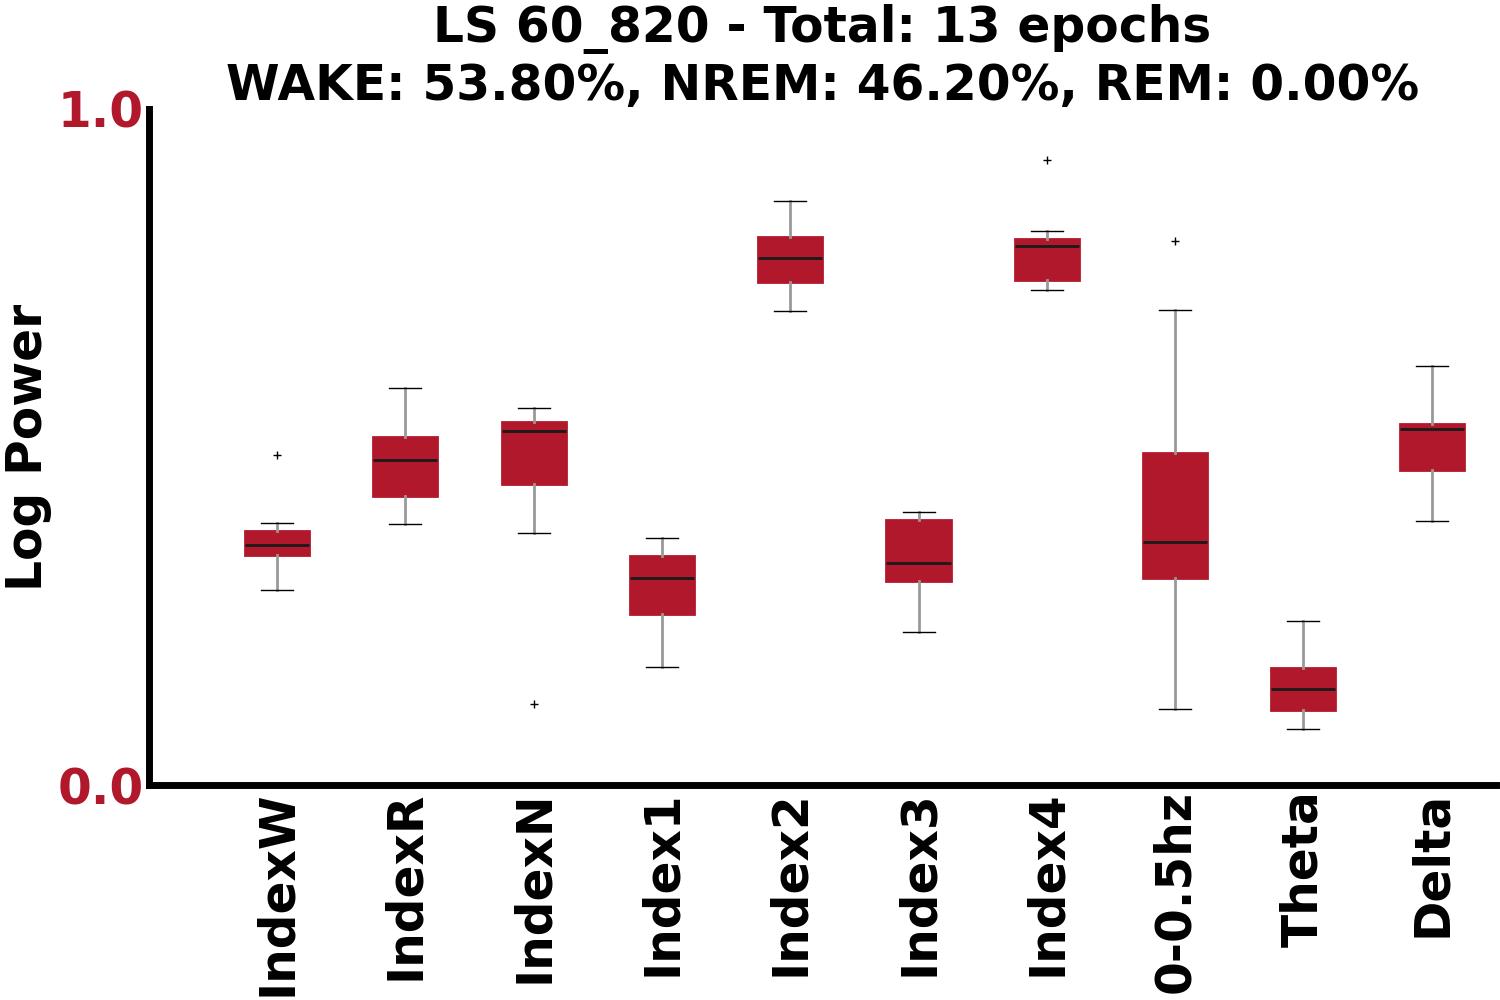 LS 60_820 - Total: 13 epochs
WAKE: 53.80%, NREM: 46.20%, REM: 0.00%
1.0
Log Power
0.0
IndexW
IndexR
IndexN
Index1
Index2
Index3
Index4
0-0.5hz
Theta
Delta